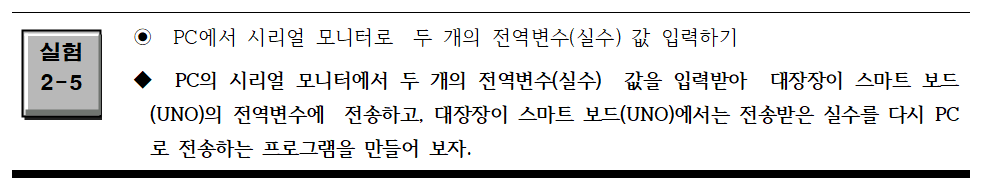 실험
2-5
◉ PC에서 시리얼 모니터로 두 개의 전역변수(실수) 값 입력하기
◆ PC의 시리얼 모니터에서 두 개의 전역변수(실수) 값을 입력받아 대장장이 스마트 보드
(UNO)의 전역변수에 전송하고, 대장장이 스마트 보드(UNO)에서는 전송받은 실수를 다시 PC
로 전송하는 프로그램을 만들어 보자.